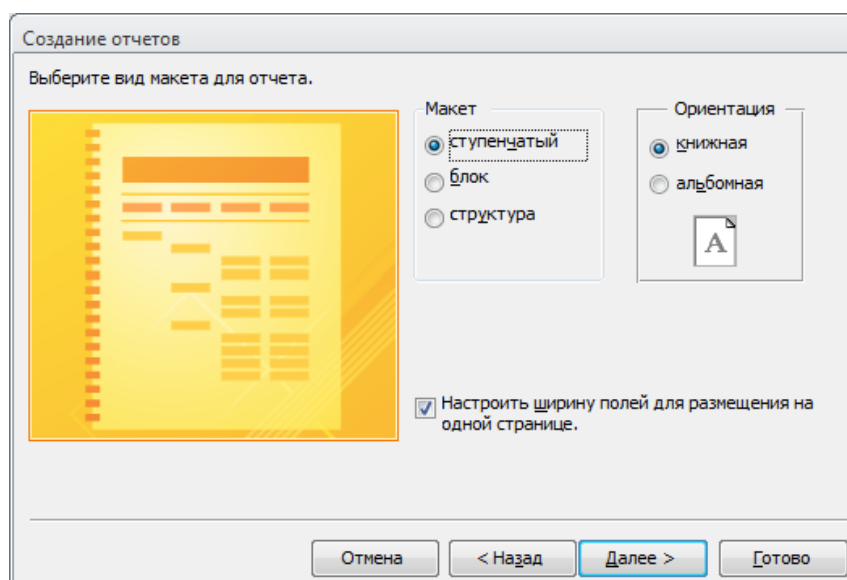 Создание отчетов
Выберите вид макета для отчета.
Макет
ступенчатый
блок
структура
Ориентация
книжная
альбомная
A
Настроить ширину полей для размещения на
одной странице.
Отмена
< Назад
Далее >
Готово